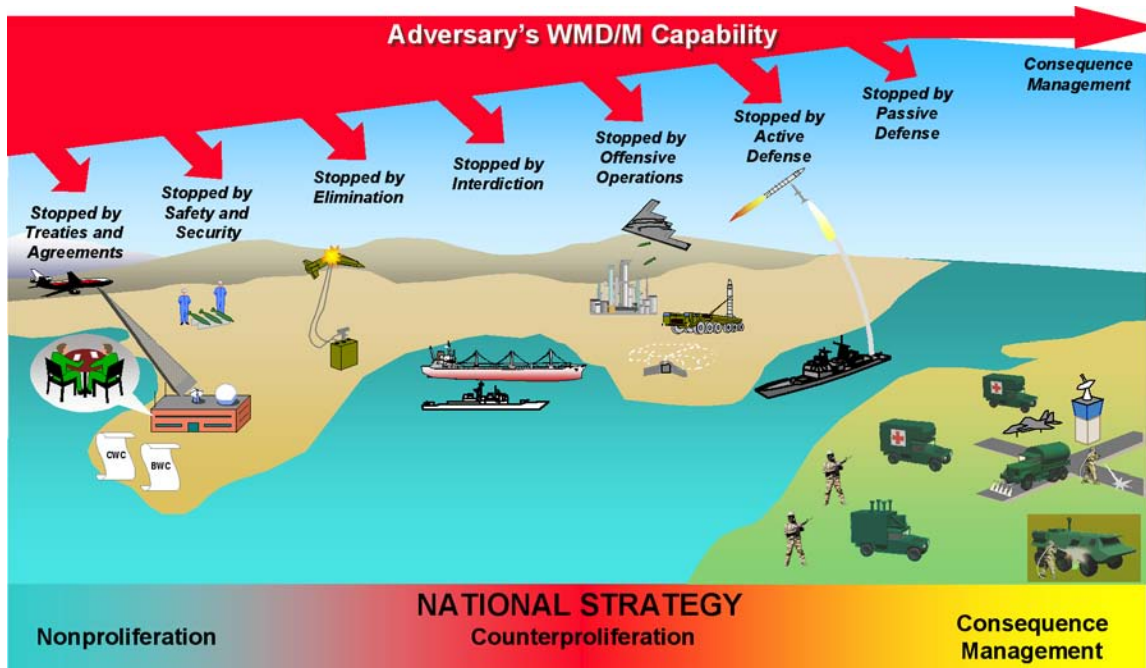 Adversary's WMD/M Capability
Consequence
Management
Stopped by
Passive
Defense
Stopped by
Active
Defense
Stopped by
Offensive
Operations
Stopped by
Interdiction
Stopped by
Elimination
Stopped by
Safety and
Security
Stopped by
Treaties and
Agreements
CWC
BWC
NATIONAL STRATEGY
Nonproliferation
Counterproliferation
Consequence
Management